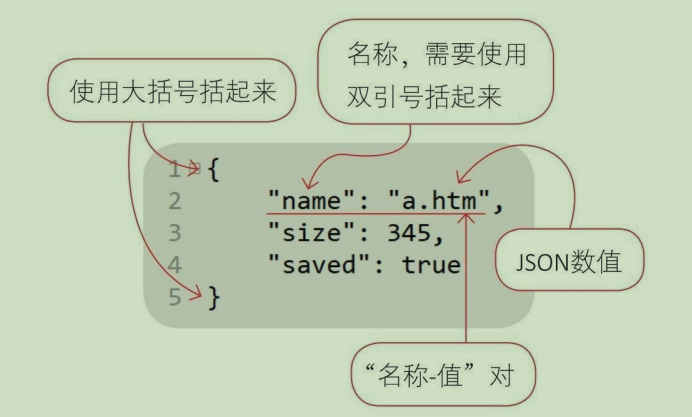 名称，需要使用
双引号括起来
使用大括号括起来
1 {
2 "name": "a.htm",
3 "size": 345,
4 "saved": true
5 }
JSON数值
“名称-值”对